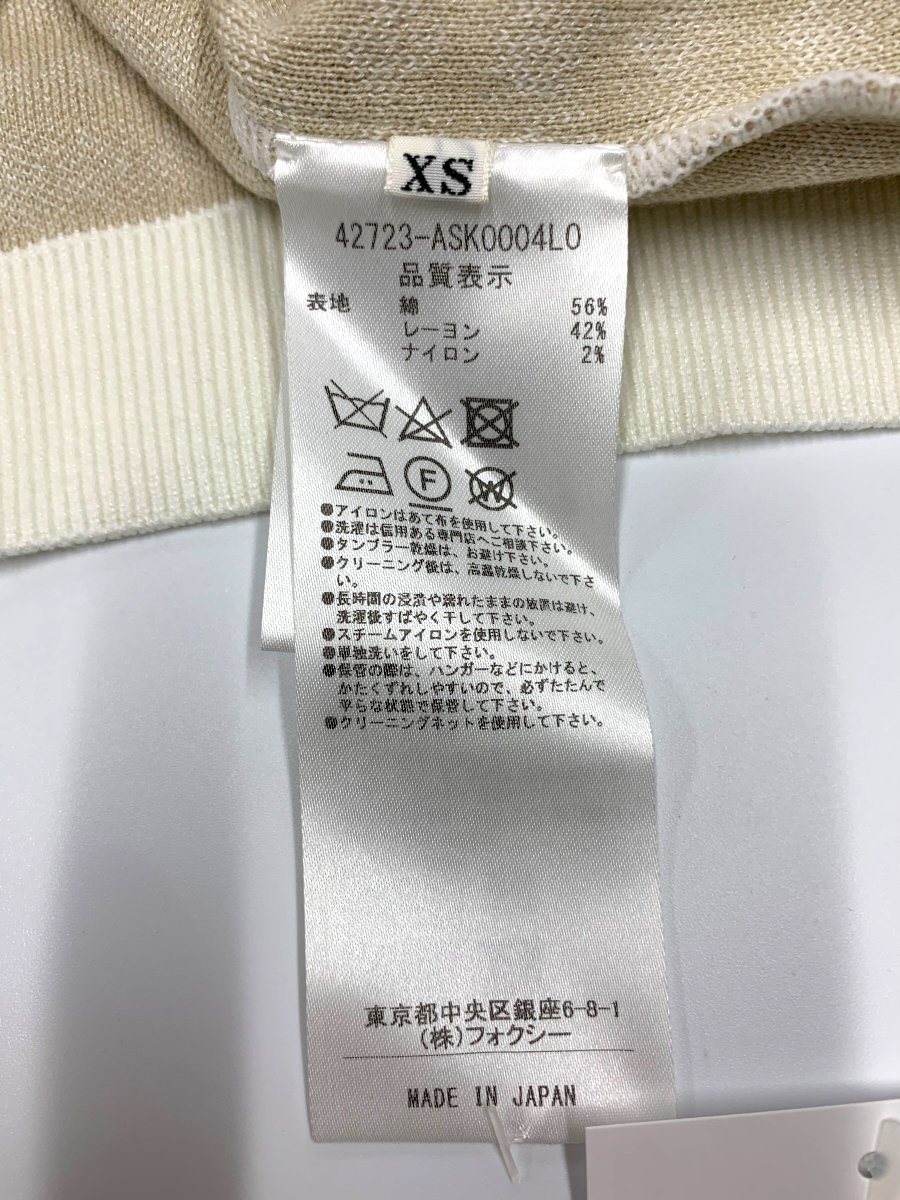 XS
42723-ASK0004L0
品質表示
表地 綿 56%
レーヨン 42%
ナイロン 2%
F
W
●アイロンはあて布を使用して下さい。
●洗濯は信用ある専門店へご相談下さい。
●タンブラー乾燥は、お避け下さい。
●クリーニング後は、高温乾燥しないで下さ
い。
●長時間の浸漬や濡れたままの放置は避け、
洗濯後すばやく干して下さい。
●スチームアイロンを使用しないで下さい。
●単独洗いをして下さい。
●保管の際は、ハンガーなどにかけると、
かたくずれしやすいので、必ずたたんで
平らな状態で保管して下さい。
●クリーニングネットを使用して下さい。
東京都中央区銀座6-8-1
(株)フォクシー
MADE IN JAPAN